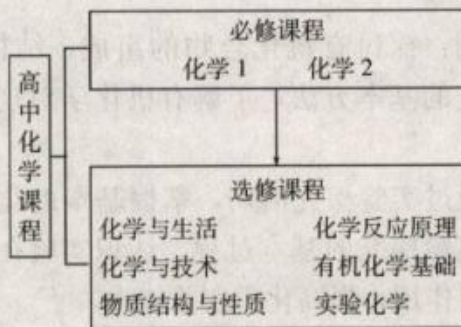 高中化学课程
必修课程
化学 1 化学 2
选修课程
化学与生活 化学反应原理
化学与技术 有机化学基础
物质结构与性质 实验化学